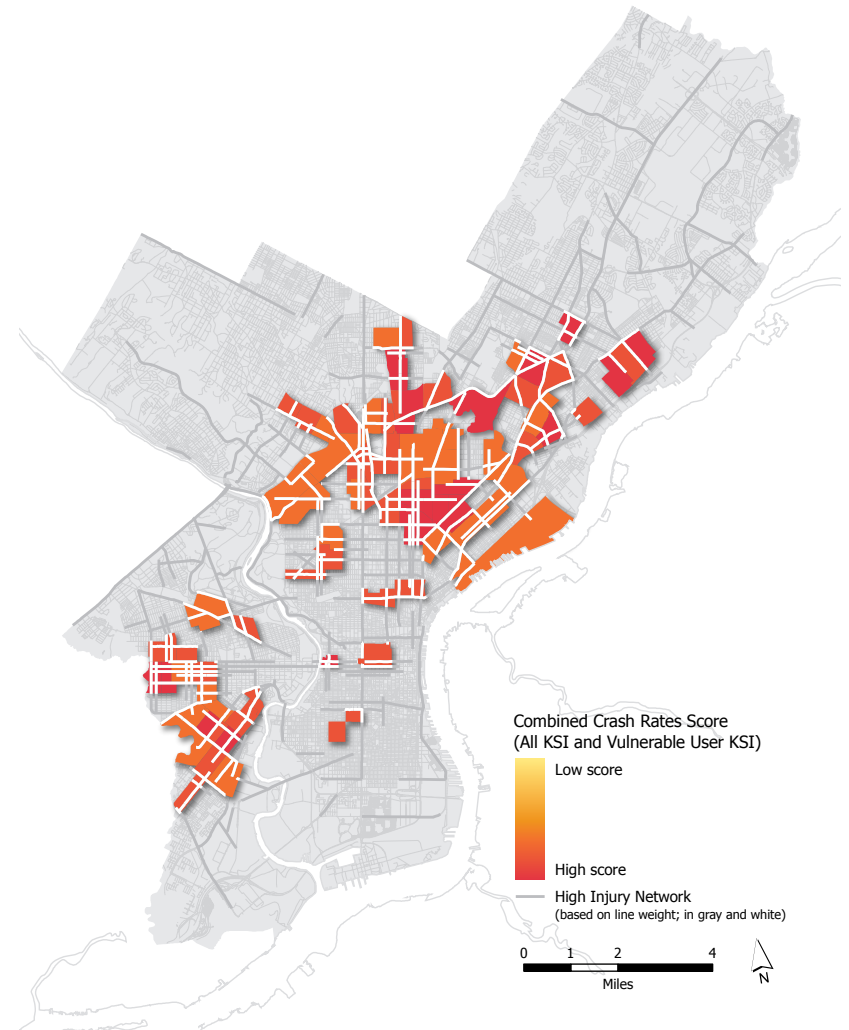 Combined Crash Rates Score
(All KSI and Vulnerable User KSI)
Low score
High score
High Injury Network
(based on line weight; in gray and white)
0 1 2 4
Miles
N